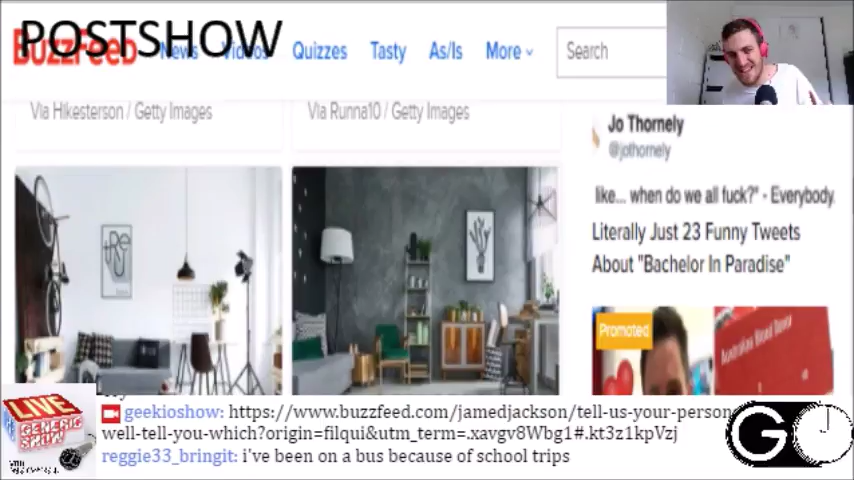 POSTSHOW
BuzzFeed News Videos Quizzes Tasty As/Is More Search
Via Hikesterson / Getty Images
Via Runna10 / Getty Images
Jo Thornely
@jothornely
like... when do we all fuck?" - Everybody.
Literally Just 23 Funny Tweets
About "Bachelor In Paradise"
Promoted
LIVE
GENERIC
SHOW
geekioshow: https://www.buzzfeed.com/jamedjackson/tell-us-your-person
well-tell-you-which?origin=filqui&utm_term=.xavgv8Wbg1#.kt3z1kpVzj
reggie33_bringit: i've been on a bus because of school trips
GO